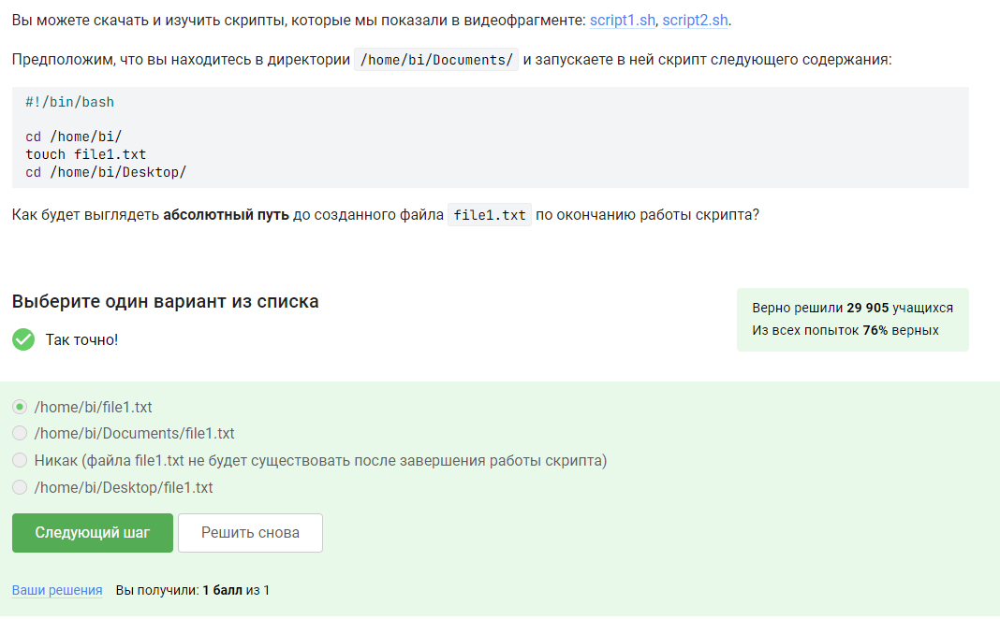 Вы можете скачать и изучить скрипты, которые мы показали в видеофрагменте: script1.sh, script2.sh.
Предположим, что вы находитесь в директории /home/bi/Documents/ и запускаете в ней скрипт следующего содержания:
#!/bin/bash
cd /home/bi/
touch file1.txt
cd /home/bi/Desktop/
Как будет выглядеть абсолютный путь до созданного файла file1.txt по окончанию работы скрипта?
Выберите один вариант из списка
Так точно!
Верно решили 29 905 учащихся
Из всех попыток 76% верных
/home/bi/file1.txt
/home/bi/Documents/file1.txt
Никак (файла file1.txt не будет существовать после завершения работы скрипта)
/home/bi/Desktop/file1.txt
Следующий шаг
Решить снова
Ваши решения Вы получили: 1 балл из 1